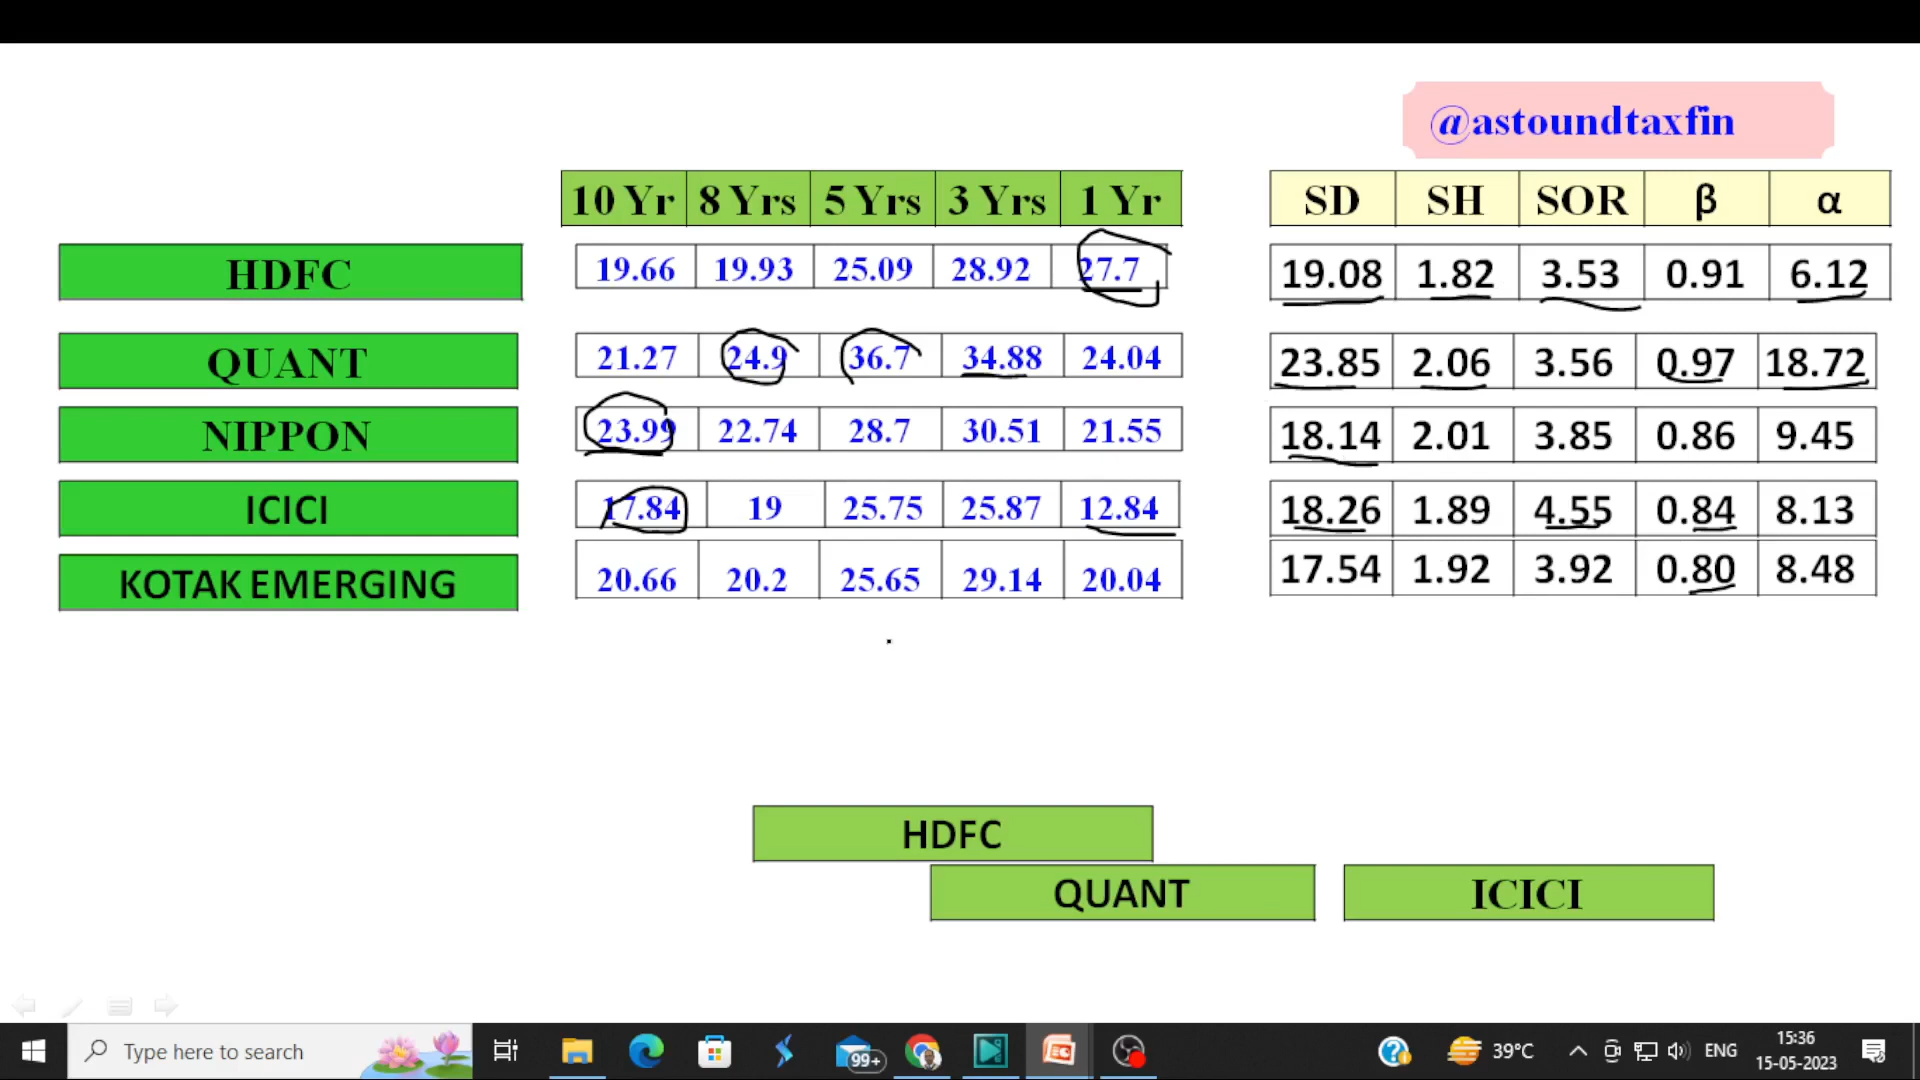 @astoundtaxfin
10 Yr 8 Yrs 5 Yrs 3 Yrs 1 Yr SD SH SOR β α
HDFC 19.66 19.93 25.09 28.92 27.7 19.08 1.82 3.53 0.91 6.12
QUANT 21.27 24.9 36.7 34.88 24.04 23.85 2.06 3.56 0.97 18.72
NIPPON 23.99 22.74 28.7 30.51 21.55 18.14 2.01 3.85 0.86 9.45
ICICI 17.84 19 25.75 25.87 12.84 18.26 1.89 4.55 0.84 8.13
KOTAK EMERGING 20.66 20.2 25.65 29.14 20.04 17.54 1.92 3.92 0.80 8.48
HDFC
QUANT ICICI
Type here to search 99+ 39°C ENG 15:36
15-05-2023